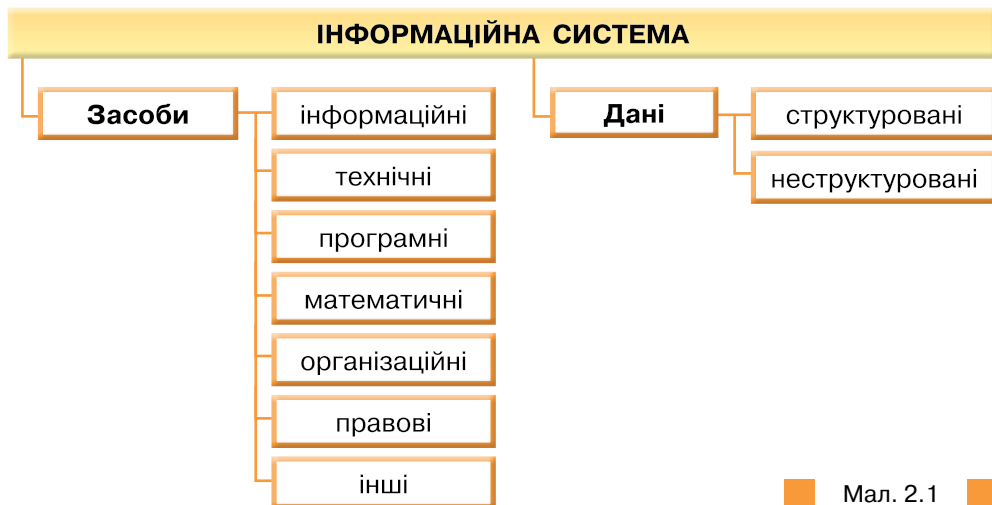 ІНФОРМАЦІЙНА СИСТЕМА
Засоби
інформаційні
технічні
програмні
математичні
організаційні
правові
інші
Дані
структуровані
неструктуровані
Мал. 2.1